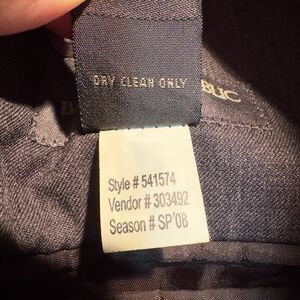 DRY CLEAN ONLY
Style # 541574
Vendor # 303492
Season # SP'08